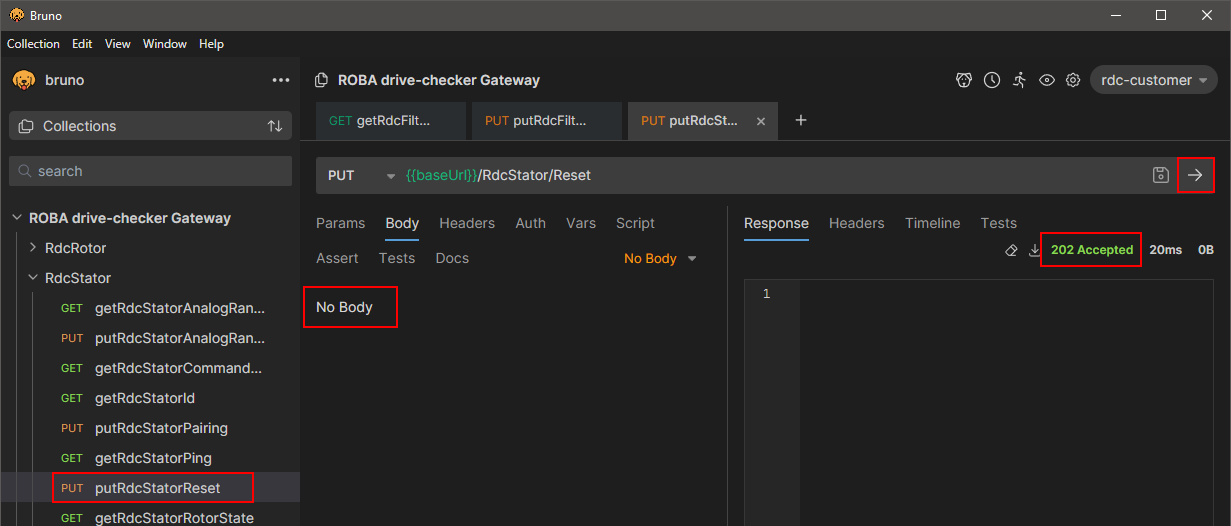 Bruno
Collection Edit View Window Help
bruno
ROBA drive-checker Gateway
rdc-customer
Collections
GET getRdcFilt...
PUT putRdcFilt...
PUT putRdcSt...
search
PUT {{baseUrl}}/RdcStator/Reset
ROBA drive-checker Gateway
RdcRotor
RdcStator
GET getRdcStatorAnalogRan...
PUT putRdcStatorAnalogRan...
GET getRdcStatorCommand...
GET getRdcStatorId
PUT putRdcStatorPairing
GET getRdcStatorPing
PUT putRdcStatorReset
GET getRdcStatorRotorState
Params Body Headers Auth Vars Script
Assert Tests Docs No Body
No Body
Response Headers Timeline Tests
202 Accepted 20ms 0B
1